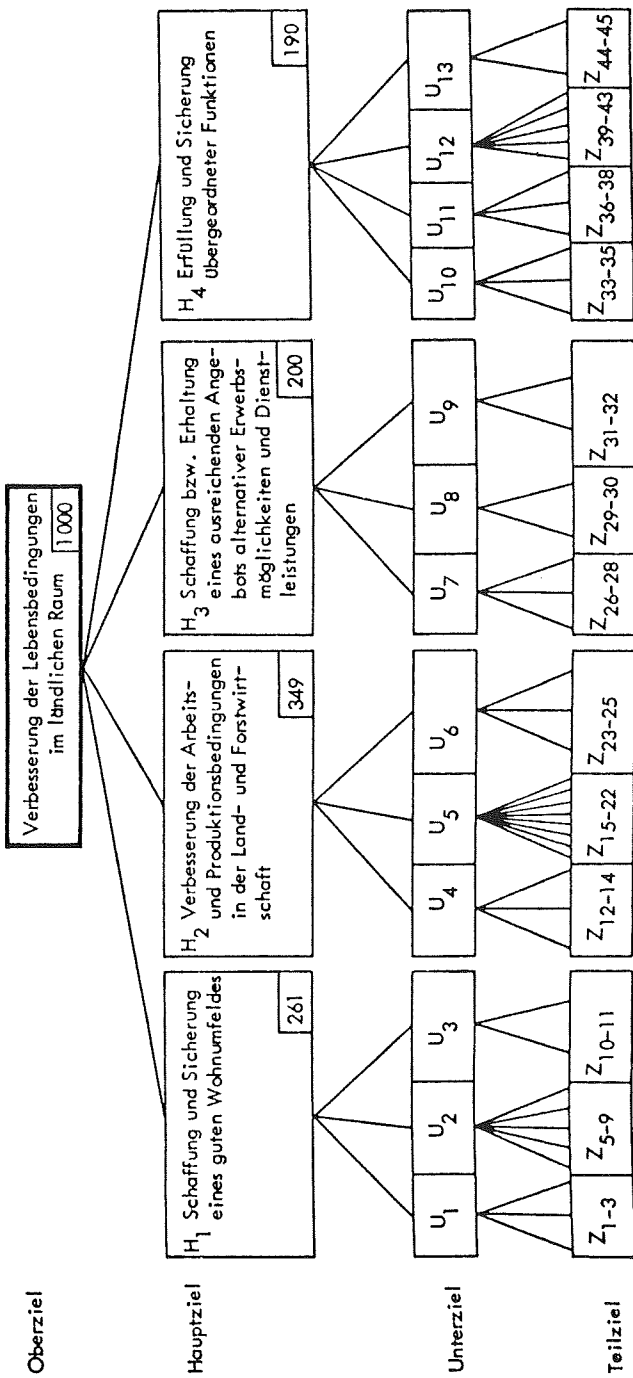 Oberziel
Verbesserung der Lebensbedingungen
im ländlichen Raum
1000
Hauptziel
H1 Schaffung und Sicherung
eines guten Wohnumfeldes
261
H2 Verbesserung der Arbeits-
und Produktionsbedingungen
in der Land- und Forstwirt-
schaft
349
H3 Schaffung bzw. Erhaltung
eines ausreichenden Ange-
bots alternativer Erwerbs-
möglichkeiten und Dienst-
leistungen
200
H4 Erfüllung und Sicherung
übergeordneter Funktionen
190
Unterziel
U1 U2 U3 U4 U5 U6 U7 U8 U9 U10 U11 U12 U13
Teilziel
Z1-3 Z5-9 Z10-11 Z12-14 Z15-22 Z23-25 Z26-28 Z29-30 Z31-32 Z33-35 Z36-38 Z39-43 Z44-45